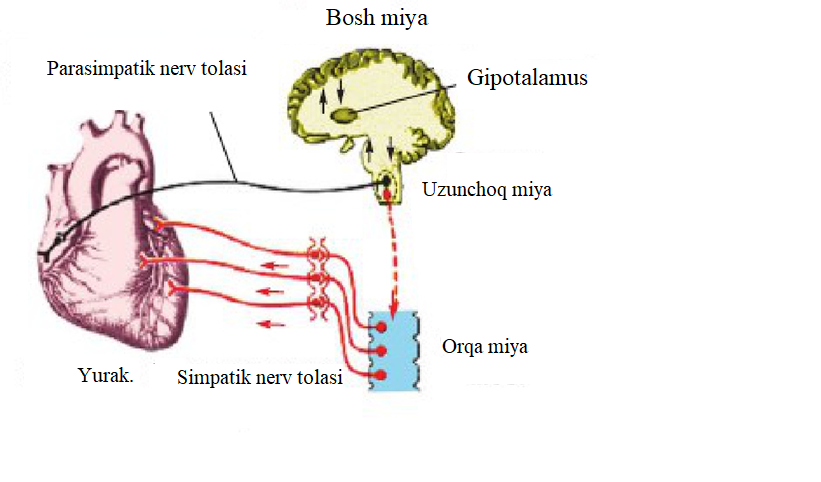 Bosh miya
Parasimpatik nerv tolasi
Gipotalamus
Uzunchoq miya
Orqa miya
Yurak.
Simpatik nerv tolasi